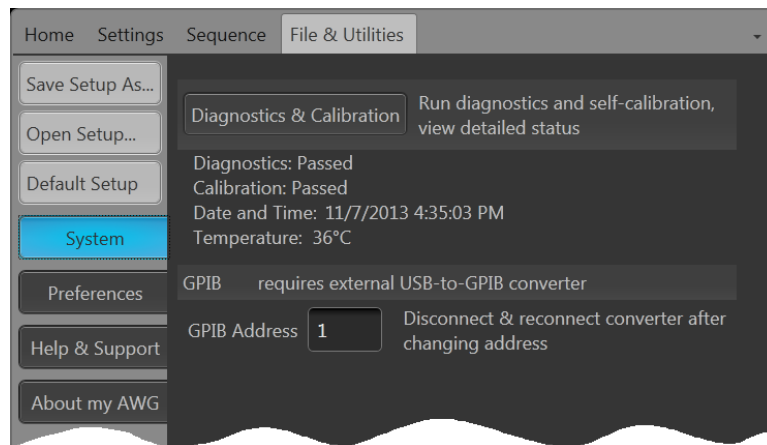 Home Settings Sequence File & Utilities
Save Setup As...
Open Setup...
Default Setup
System
Preferences
Help & Support
About my AWG
Diagnostics & Calibration
Run diagnostics and self-calibration,
view detailed status
Diagnostics: Passed
Calibration: Passed
Date and Time: 11/7/2013 4:35:03 PM
Temperature: 36°C
GPIB requires external USB-to-GPIB converter
GPIB Address 1
Disconnect & reconnect converter after
changing address